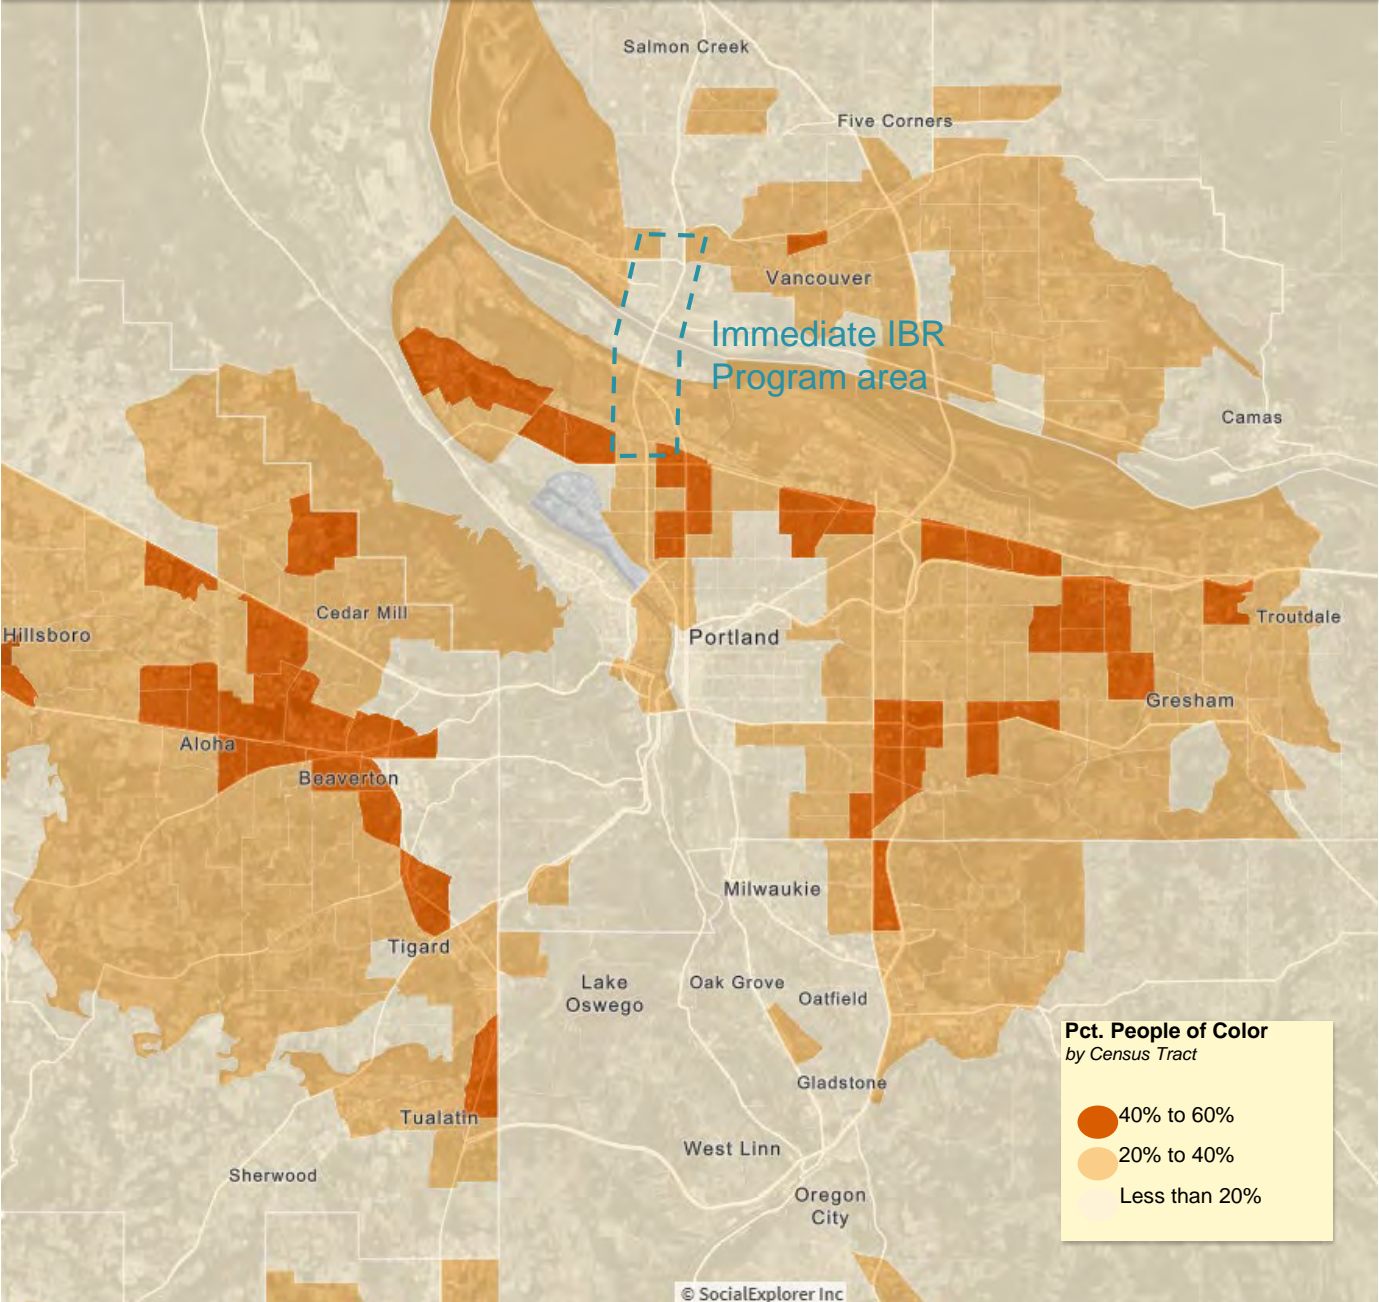 Salmon Creek
Five Corners
Vancouver
Immediate IBR
Program area
Camas
Cedar Mill
Hillsboro
Troutdale
Portland
Gresham
Aloha
Beaverton
Milwaukie
Tigard
Lake
Oswego
Oak Grove
Oatfield
Pct. People of Color
by Census Tract
40% to 60%
20% to 40%
Less than 20%
Gladstone
Tualatin
West Linn
Sherwood
Oregon
City
© SocialExplorer Inc